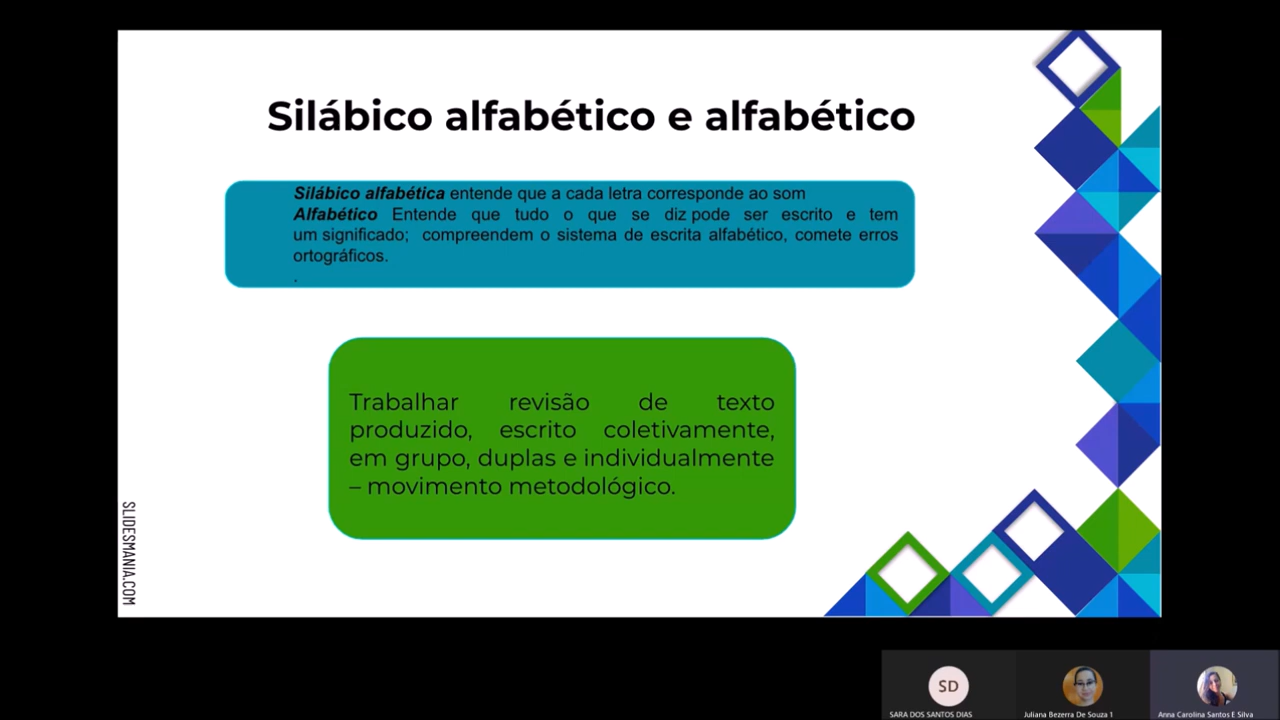 Silábico alfabético e alfabético
Silábico alfabética entende que a cada letra corresponde ao som
Alfabético Entende que tudo o que se diz pode ser escrito e tem
um significado; compreendem o sistema de escrita alfabético, comete erros
ortográficos.
.
Trabalhar revisão de texto
produzido, escrito coletivamente,
em grupo, duplas e individualmente
– movimento metodológico.
SLIDESMANIA.COM
SD
SARA DOS SANTOS DIAS
Juliana Bezerra De Souza 1
Anna Carolina Santos E Silva